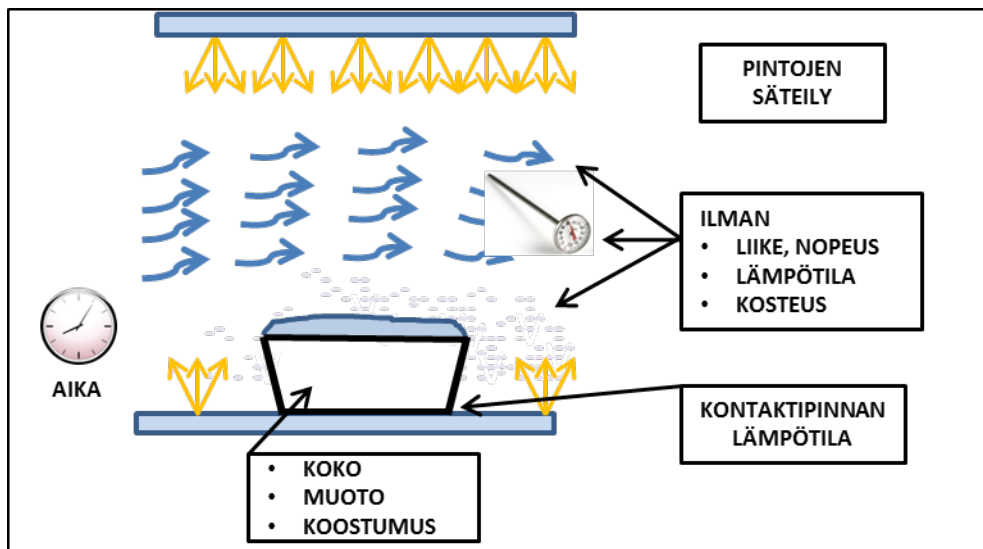 PINTOJEN
SÄTEILY
ILMAN
• LIIKE, NOPEUS
• LÄMPÖTILA
• KOSTEUS
AIKA
KONTAKTIPINNAN
LÄMPÖTILA
• KOKO
• MUOTO
• KOOSTUMUS